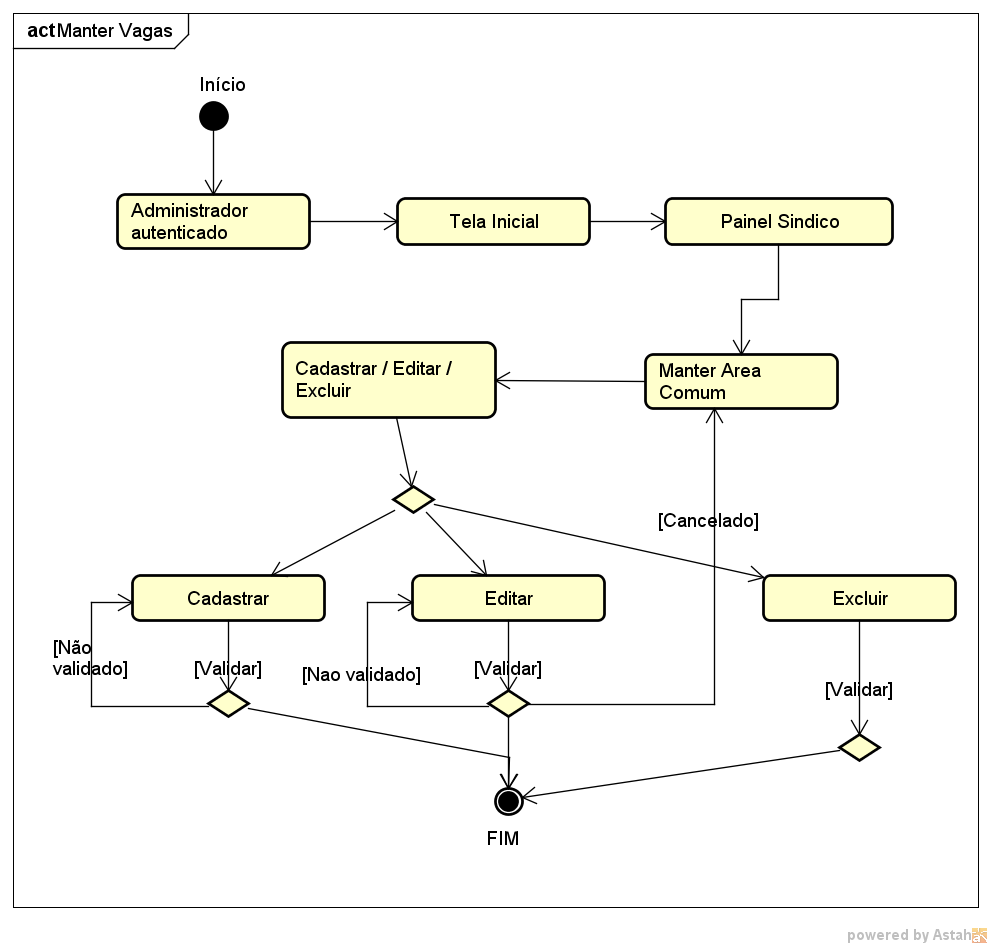 act Manter Vagas
Início
Administrador
autenticado
Tela Inicial
Painel Sindico
Cadastrar / Editar /
Excluir
Manter Area
Comum
[Cancelado]
Cadastrar
Editar
Excluir
[Não
validado]
[Validar]
[Nao validado]
[Validar]
[Validar]
FIM
powered by Astah